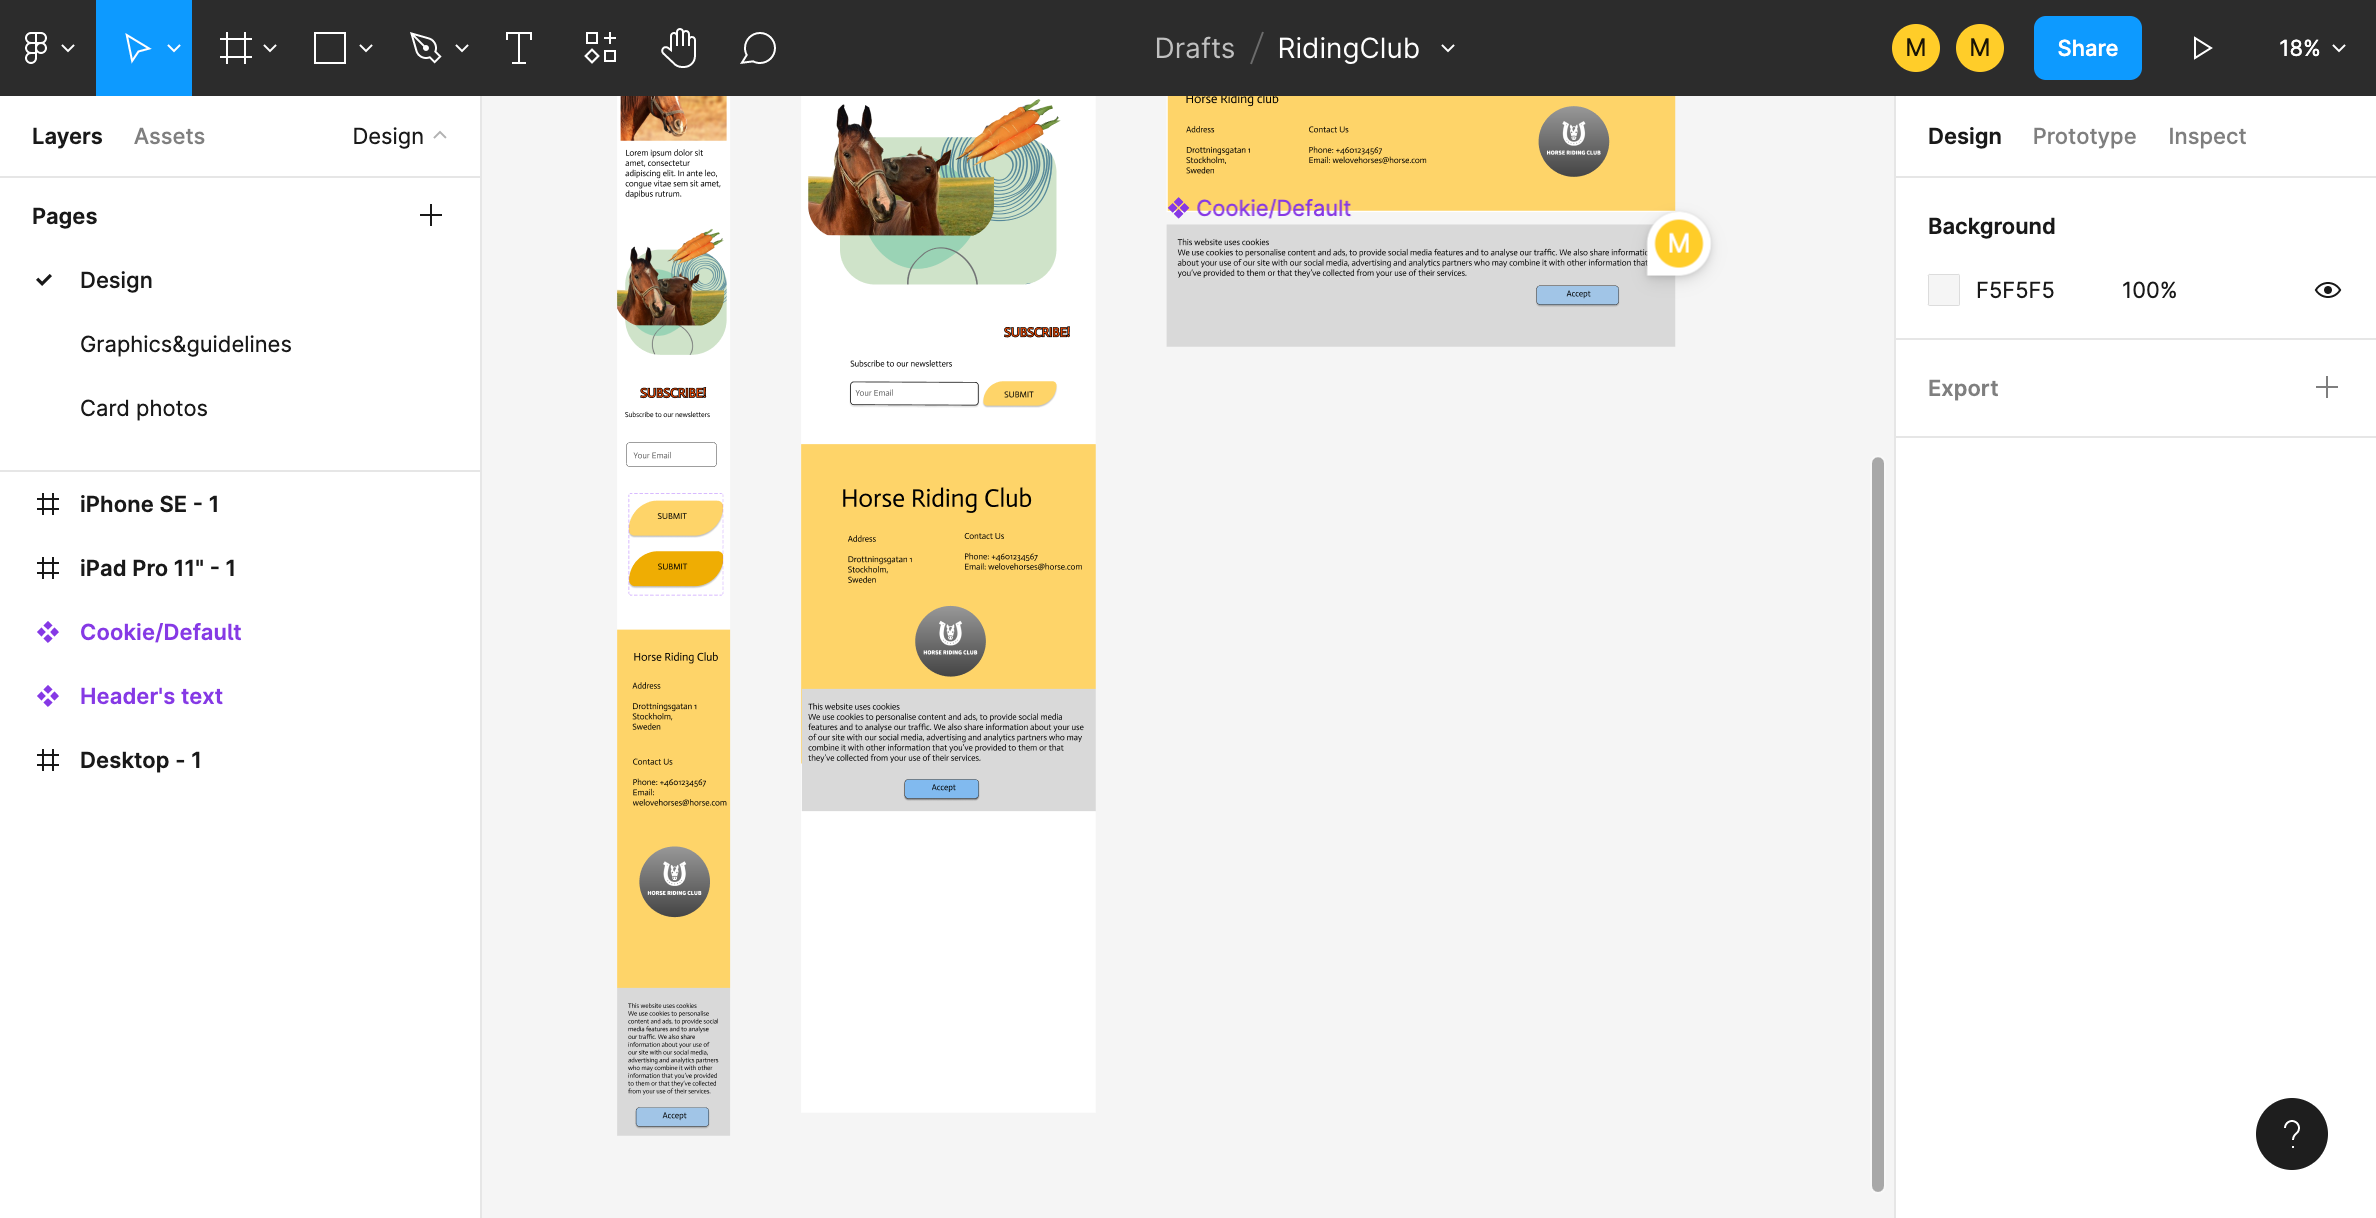 Drafts / RidingClub
M
M
Share
18%
Layers
Assets
Design
Pages
Design
Graphics&guidelines
Card photos
iPhone SE - 1
iPad Pro 11" - 1
Cookie/Default
Header's text
Desktop - 1
Lorem ipsum dolor sit
amet, consectetur
adipiscing elit. In ante leo,
congue vitae sem sit amet,
dapibus rutrum.
SUBSCRIBE!
Subscribe to our newsletters
Your Email
SUBMIT
SUBMIT
Horse Riding Club
Address
Drottningsgatan 1
Stockholm,
Sweden
Contact Us
Phone: +4601234567
Email:
welovehorses@horse.com
HORSE RIDING CLUB
This website uses cookies
We use cookies to personalise
content and ads, to provide social
media features and to analyse
our traffic. We also share
information about your use of
our site with our social media,
advertising and analytics partners
who may combine it with other
information that you've provided
to them or that they've collected
from your use of their services.
Accept
SUBSCRIBE!
Subscribe to our newsletters
Your Email
SUBMIT
Horse Riding Club
Address
Drottningsgatan 1
Stockholm,
Sweden
Contact Us
Phone: +4601234567
Email: welovehorses@horse.com
HORSE RIDING CLUB
This website uses cookies
We use cookies to personalise content and ads, to provide social media
features and to analyse our traffic. We also share information about your use
of our site with our social media, advertising and analytics partners who may
combine it with other information that you've provided to them or that
they've collected from your use of their services.
Accept
Horse Riding club
Address
Drottningsgatan 1
Stockholm,
Sweden
Contact Us
Phone: +4601234567
Email: welovehorses@horse.com
HORSE RIDING CLUB
Cookie/Default
This website uses cookies
We use cookies to personalise content and ads, to provide social media features and to analyse our traffic. We also share informatio
about your use of our site with our social media, advertising and analytics partners who may combine it with other information that
you've provided to them or that they've collected from your use of their services.
Accept
M
Design
Prototype
Inspect
Background
F5F5F5
100%
Export
?